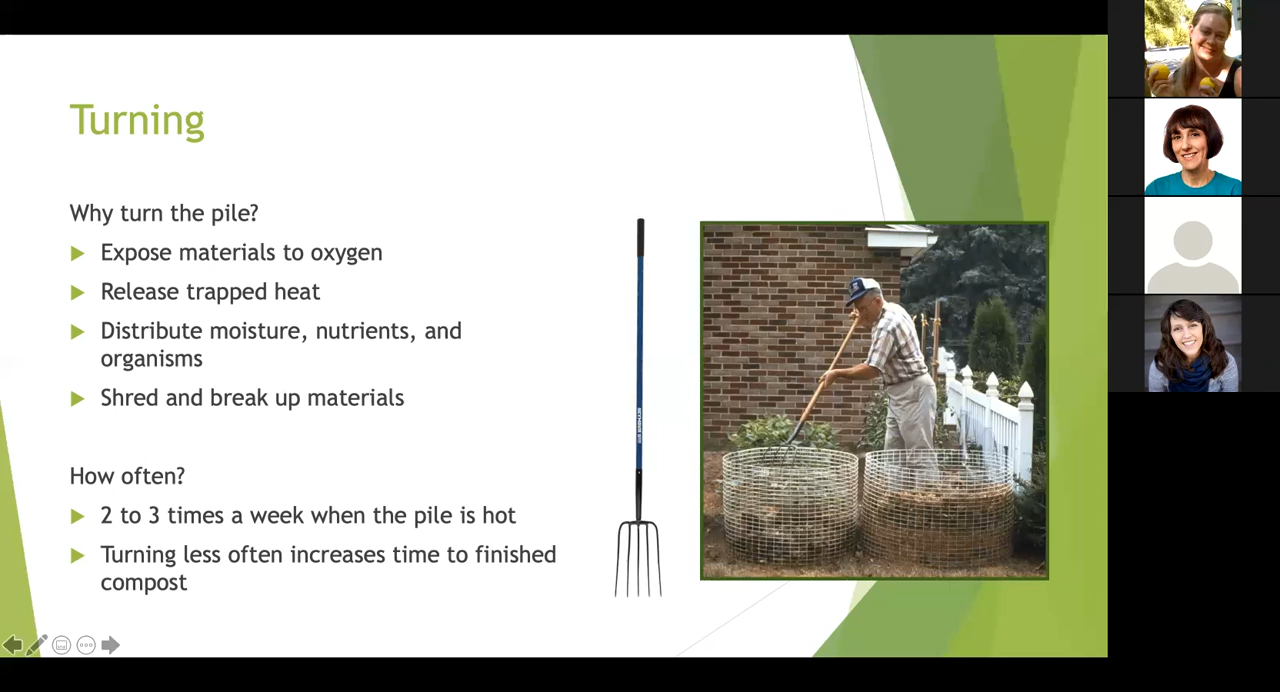 Turning
Why turn the pile?
Expose materials to oxygen
Release trapped heat
Distribute moisture, nutrients, and
organisms
Shred and break up materials
How often?
2 to 3 times a week when the pile is hot
Turning less often increases time to finished
compost